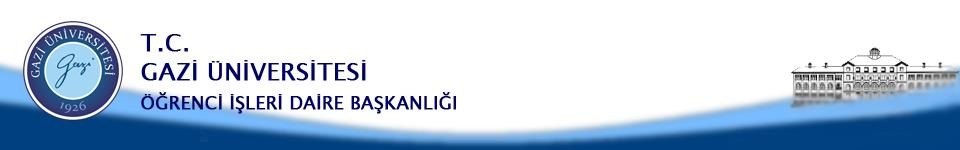 GAZİ ÜNİVERSİTESİ
Gazi
1926
T.C.
GAZİ ÜNİVERSİTESİ
ÖĞRENCİ İŞLERİ DAİRE BAŞKANLIĞI